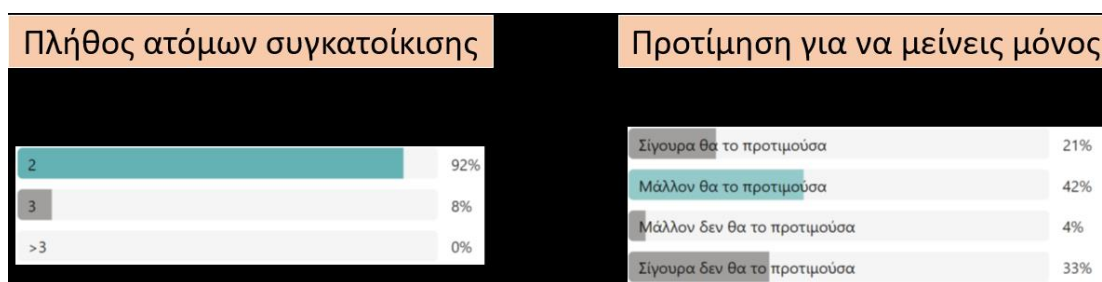 Πλήθος ατόμων συγκατοίκισης
2 92%
3 8%
>3 0%
Προτίμηση για να μείνεις μόνος
Σίγουρα θα το προτιμούσα 21%
Μάλλον θα το προτιμούσα 42%
Μάλλον δεν θα το προτιμούσα 4%
Σίγουρα δεν θα το προτιμούσα 33%